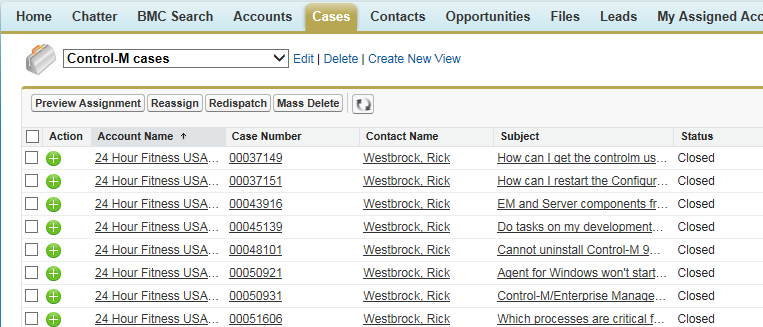 Home Chatter BMC Search Accounts Cases Contacts Opportunities Files Leads My Assigned Acco
Control-M cases Edit | Delete | Create New View
Preview Assignment Reassign Redispatch Mass Delete
Action Account Name Case Number Contact Name Subject Status
24 Hour Fitness USA... 00037149 Westbrock, Rick How can I get the controlm us... Closed
24 Hour Fitness USA... 00037151 Westbrock, Rick How can I restart the Configur... Closed
24 Hour Fitness USA... 00043916 Westbrock, Rick EM and Server components fr... Closed
24 Hour Fitness USA... 00045139 Westbrock, Rick Do tasks on my development... Closed
24 Hour Fitness USA... 00048101 Westbrock, Rick Cannot uninstall Control-M 9... Closed
24 Hour Fitness USA... 00050921 Westbrock, Rick Agent for Windows won't start... Closed
24 Hour Fitness USA... 00050931 Westbrock, Rick Control-M/Enterprise Manage... Closed
24 Hour Fitness USA... 00051606 Westbrock, Rick Which processes are critical f... Closed